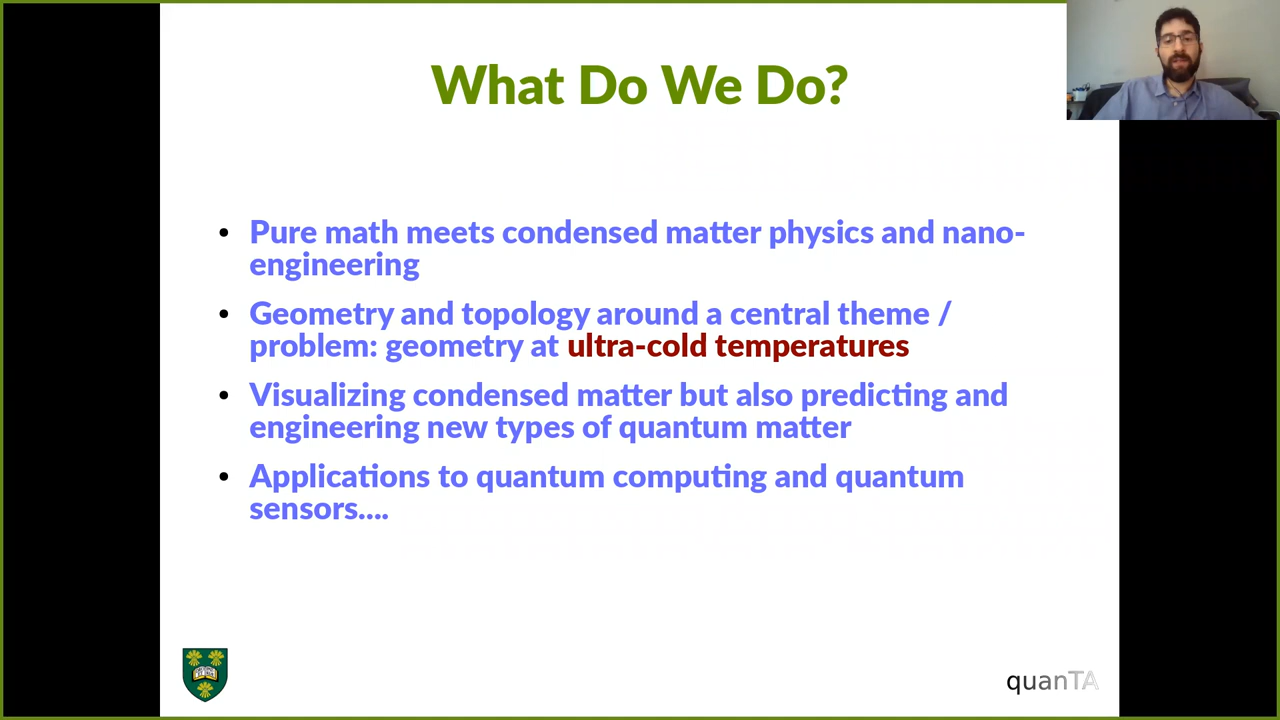 What Do We Do?
• Pure math meets condensed matter physics and nano-
engineering
• Geometry and topology around a central theme /
problem: geometry at ultra-cold temperatures
• Visualizing condensed matter but also predicting and
engineering new types of quantum matter
• Applications to quantum computing and quantum
sensors....
quanTA